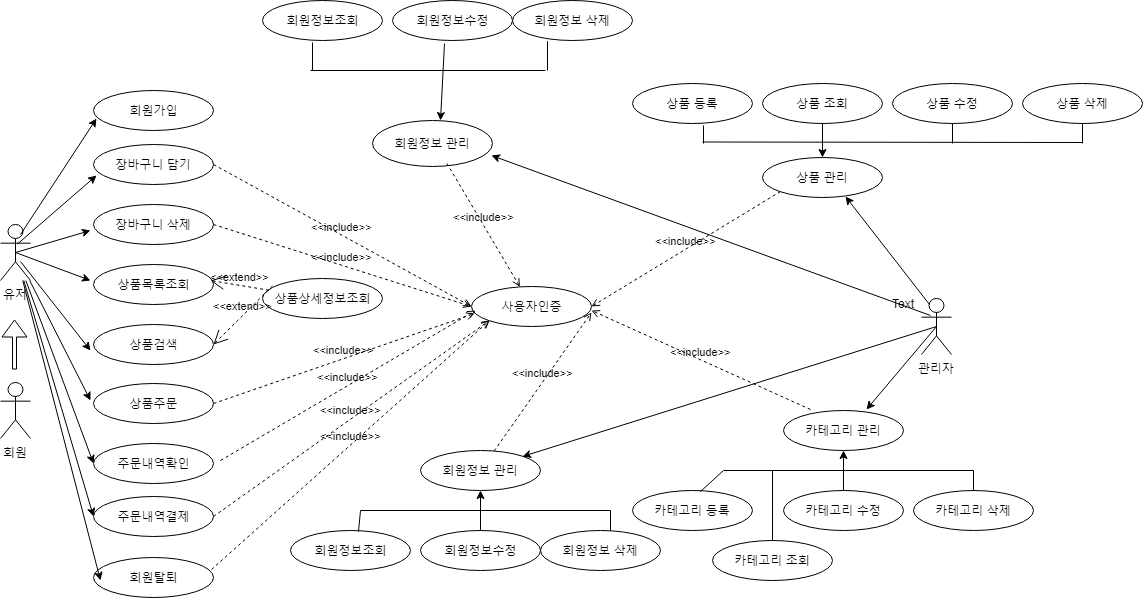 회원정보조회
회원정보수정
회원정보 삭제
상품 등록
상품 조회
상품 수정
상품 삭제
회원가입
회원정보 관리
장바구니 담기
상품 관리
<<include>>
장바구니 삭제
<<include>>
<<include>>
<<include>>
유저
상품목록조회
<<extend>>
상품상세정보조회
<<extend>>
사용자인증
Text
상품검색
<<include>>
<<include>>
관리자
<<include>>
<<include>>
상품주문
<<include>>
<<include>>
회원
카테고리 관리
주문내역확인
회원정보 관리
주문내역결제
카테고리 등록
카테고리 수정
카테고리 삭제
회원정보조회
회원정보수정
회원정보 삭제
카테고리 조회
회원탈퇴